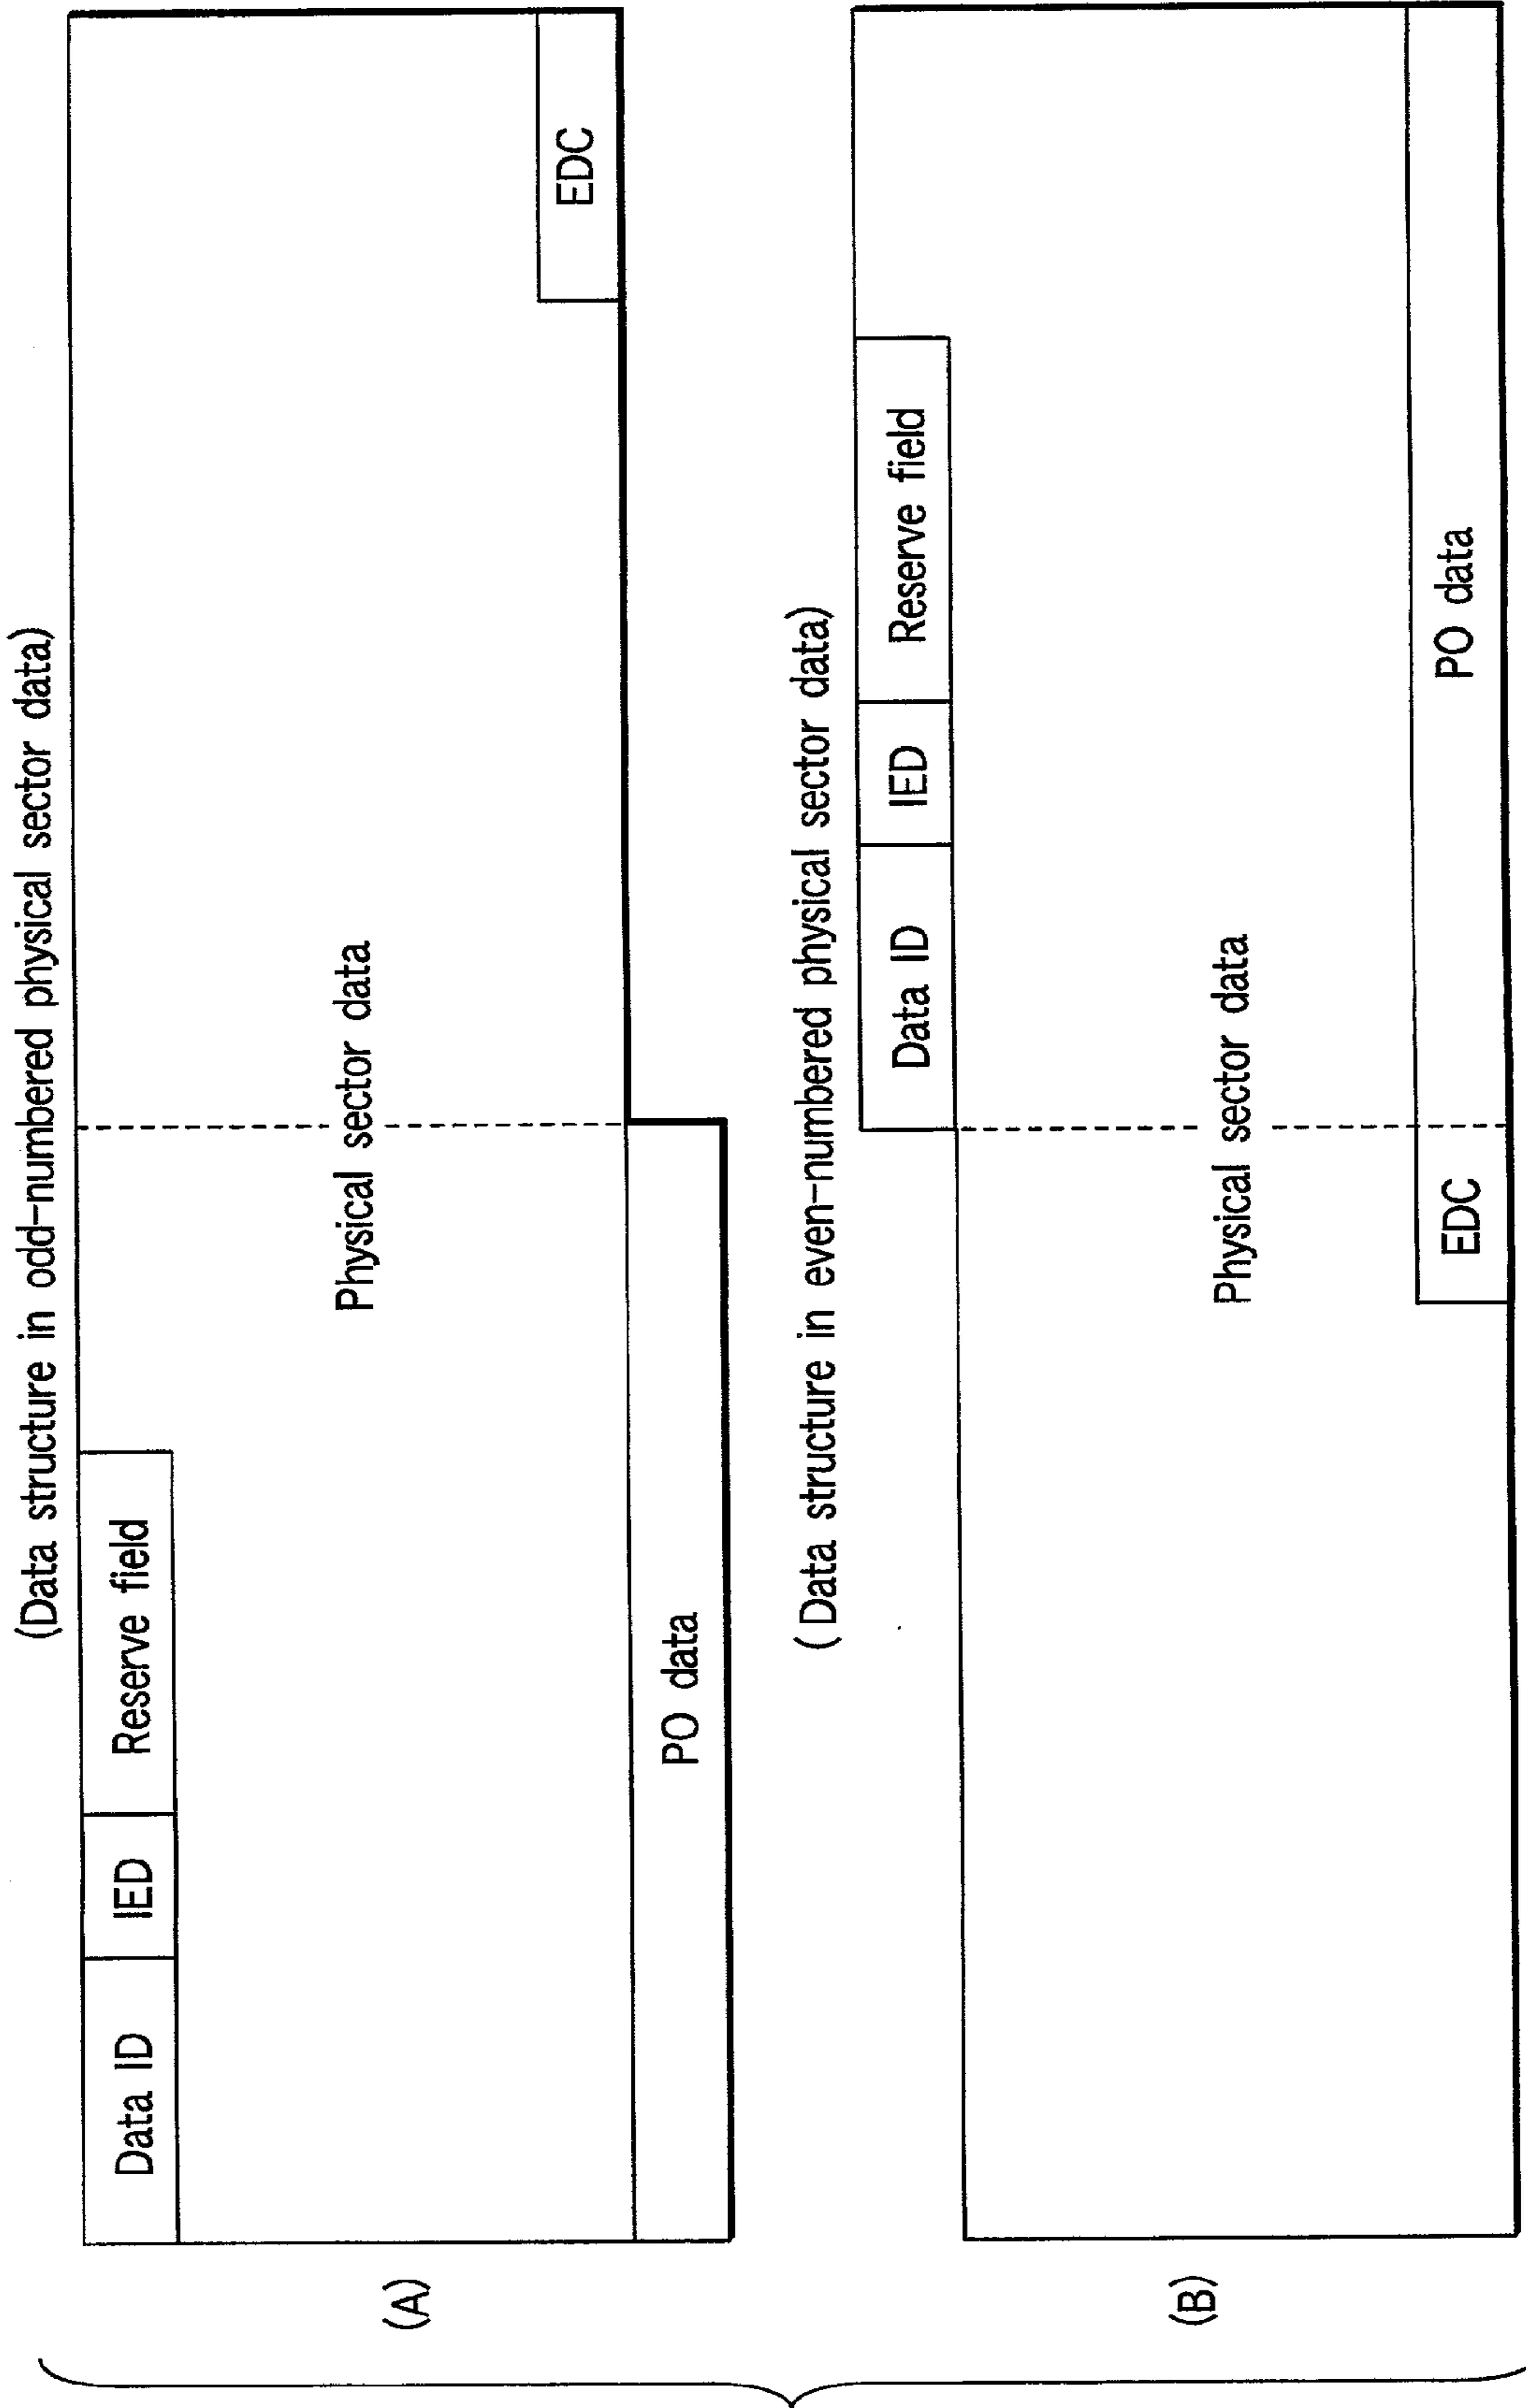 (Data structure in odd-numbered physical sector data)
(A)
Data ID
IED
Reserve field
Physical sector data
EDC
PO data
(Data structure in even-numbered physical sector data)
(B)
Data ID
IED
Reserve field
Physical sector data
EDC
PO data